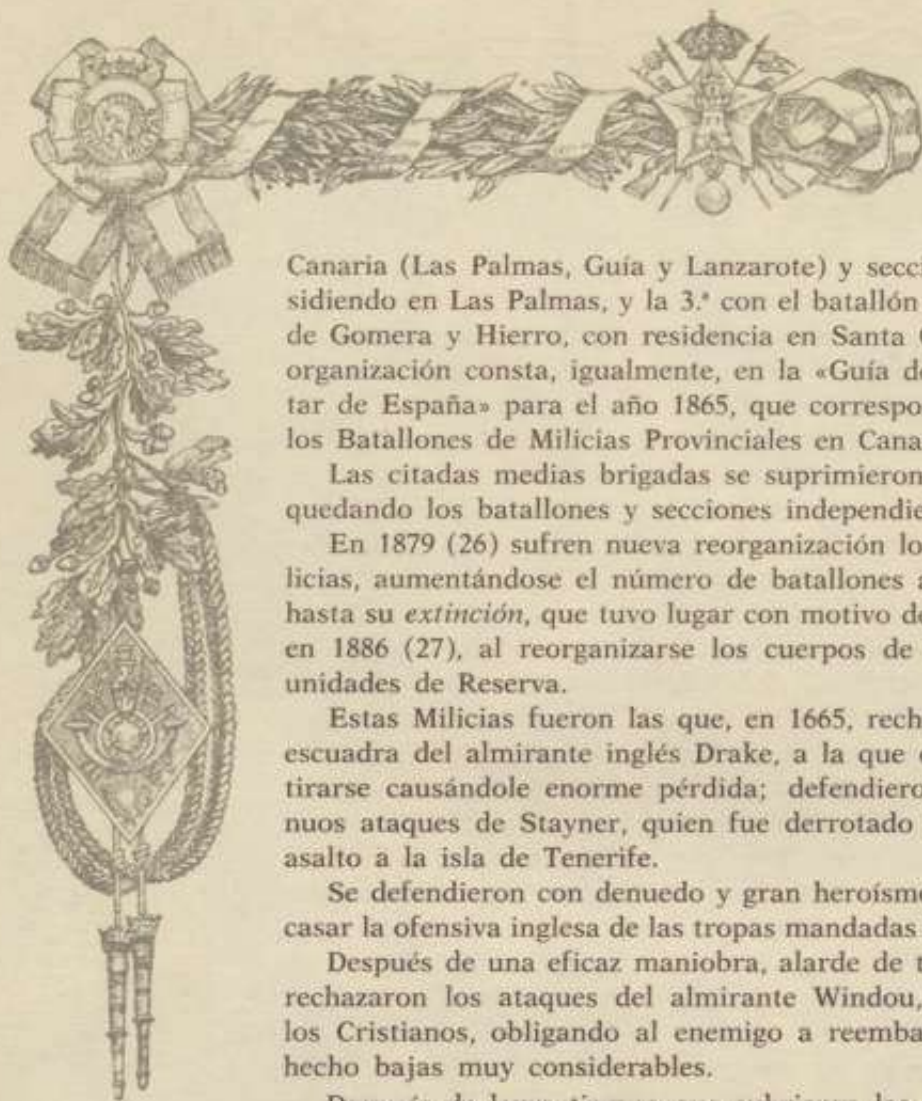 Canaria (Las Palmas, Guía y Lanzarote) y secci
sidiendo en Las Palmas, y la 3.ª con el batallón
de Gomera y Hierro, con residencia en Santa
organización consta, igualmente, en la «Guía de
tar de España» para el año 1865, que correspo
los Batallones de Milicias Provinciales en Cana
Las citadas medias brigadas se suprimieron
quedando los batallones y secciones independie
En 1879 (26) sufren nueva reorganización lo
licias, aumentándose el número de batallones a
hasta su extinción, que tuvo lugar con motivo de
en 1886 (27), al reorganizarse los cuerpos de
unidades de Reserva.
Estas Milicias fueron las que, en 1665, rech
escuadra del almirante inglés Drake, a la que
tirarse causándole enorme pérdida; defendiero
nuos ataques de Stayner, quien fue derrotado
asalto a la isla de Tenerife.
Se defendieron con denuedo y gran heroísmo
casar la ofensiva inglesa de las tropas mandadas
Después de una eficaz maniobra, alarde de t
rechazaron los ataques del almirante Windou,
los Cristianos, obligando al enemigo a reemba
hecho bajas muy considerables.